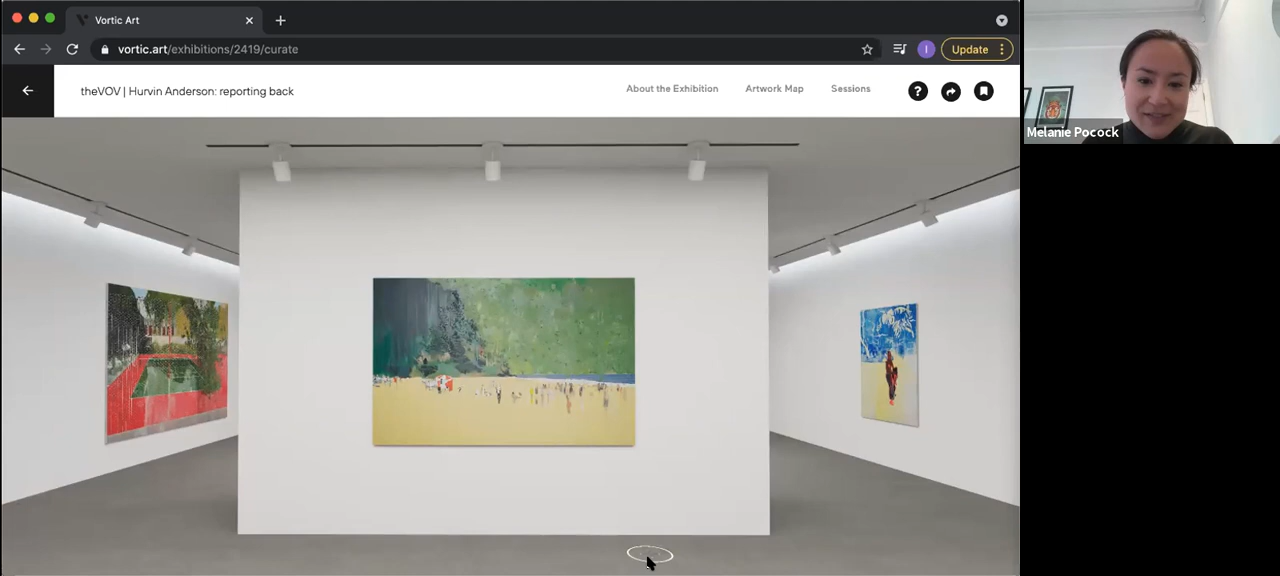 Vortic Art
vortic.art/exhibitions/2419/curate
I
Update
theVOV | Hurvin Anderson: reporting back
About the Exhibition
Artwork Map
Sessions
?
Melanie Pocock